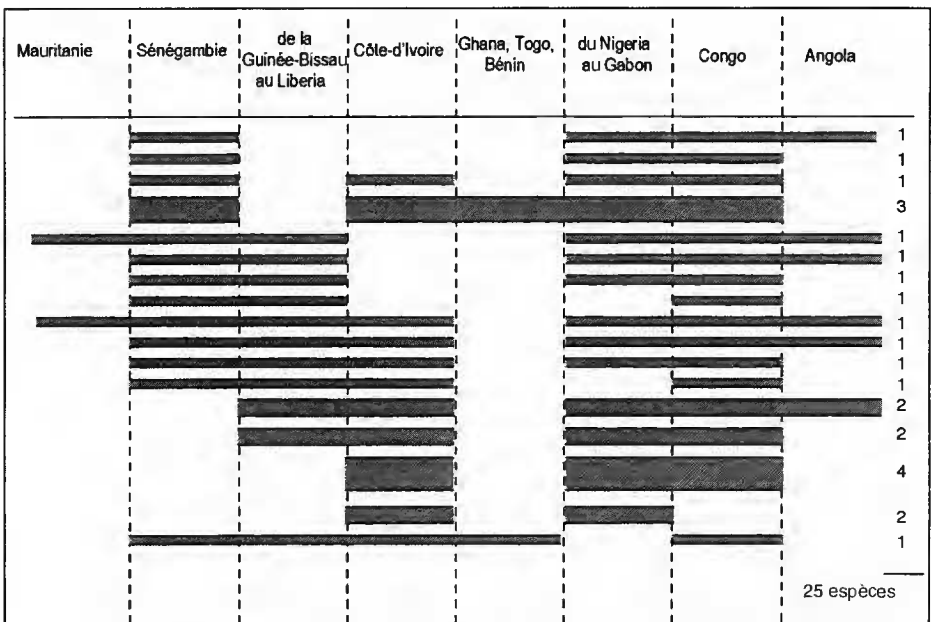 Mauritanie
Sénégambie
de la
Guinée-Bissau
au Liberia
Côte-d'Ivoire
Ghana, Togo,
Bénin
du Nigeria
au Gabon
Congo
Angola
1
1
1
3
1
1
1
1
1
1
1
1
2
2
4
2
1
25 espèces